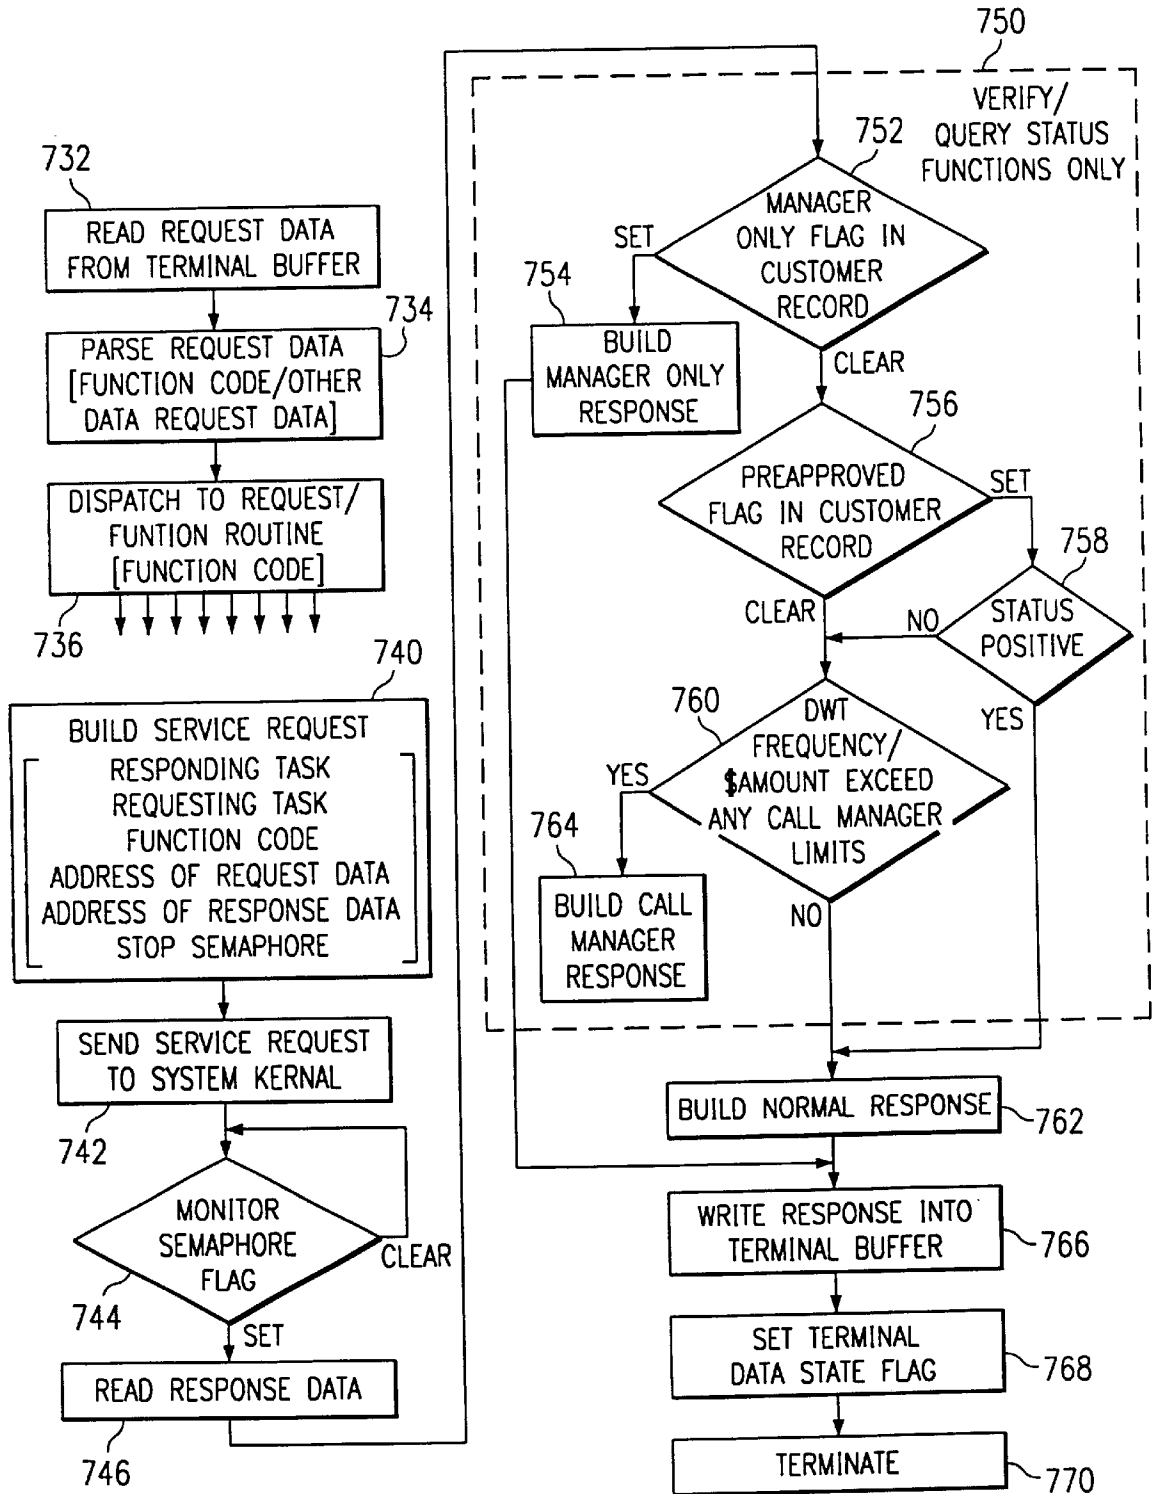 732
READ REQUEST DATA
FROM TERMINAL BUFFER
734
PARSE REQUEST DATA
[FUNCTION CODE/OTHER
DATA REQUEST DATA]
DISPATCH TO REQUEST/
FUNTION ROUTINE
[FUNCTION CODE]
736
740
BUILD SERVICE REQUEST
RESPONDING TASK
REQUESTING TASK
FUNCTION CODE
ADDRESS OF REQUEST DATA
ADDRESS OF RESPONSE DATA
STOP SEMAPHORE
SEND SERVICE REQUEST
TO SYSTEM KERNAL
742
MONITOR
SEMAPHORE
FLAG
CLEAR
744
SET
READ RESPONSE DATA
746
750
VERIFY/
QUERY STATUS
FUNCTIONS ONLY
752
MANAGER
ONLY FLAG IN
CUSTOMER
RECORD
SET
754
BUILD
MANAGER ONLY
RESPONSE
CLEAR
756
PREAPPROVED
FLAG IN CUSTOMER
RECORD
SET
758
STATUS
POSITIVE
NO
CLEAR
YES
760
DWT
FREQUENCY/
$AMOUNT EXCEED
ANY CALL MANAGER
LIMITS
YES
764
BUILD CALL
MANAGER
RESPONSE
NO
BUILD NORMAL RESPONSE
762
WRITE RESPONSE INTO
TERMINAL BUFFER
766
SET TERMINAL
DATA STATE FLAG
768
TERMINATE
770